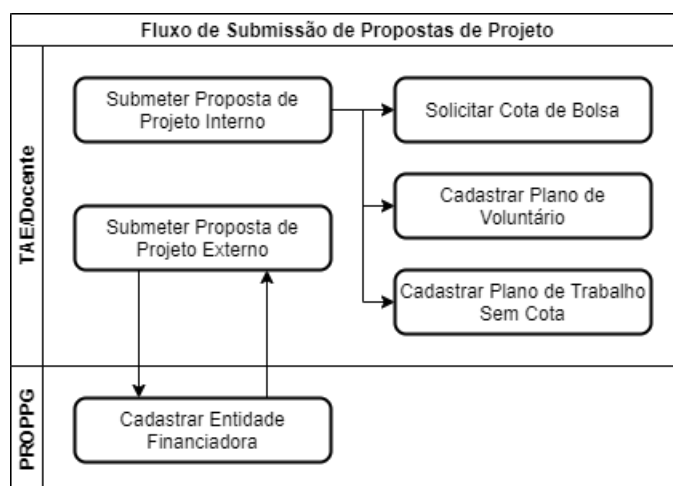 Fluxo de Submissão de Propostas de Projeto
TAE/Docente
Submeter Proposta de
Projeto Interno
Solicitar Cota de Bolsa
Cadastrar Plano de
Voluntário
Submeter Proposta de
Projeto Externo
Cadastrar Plano de Trabalho
Sem Cota
PROPPG
Cadastrar Entidade
Financiadora